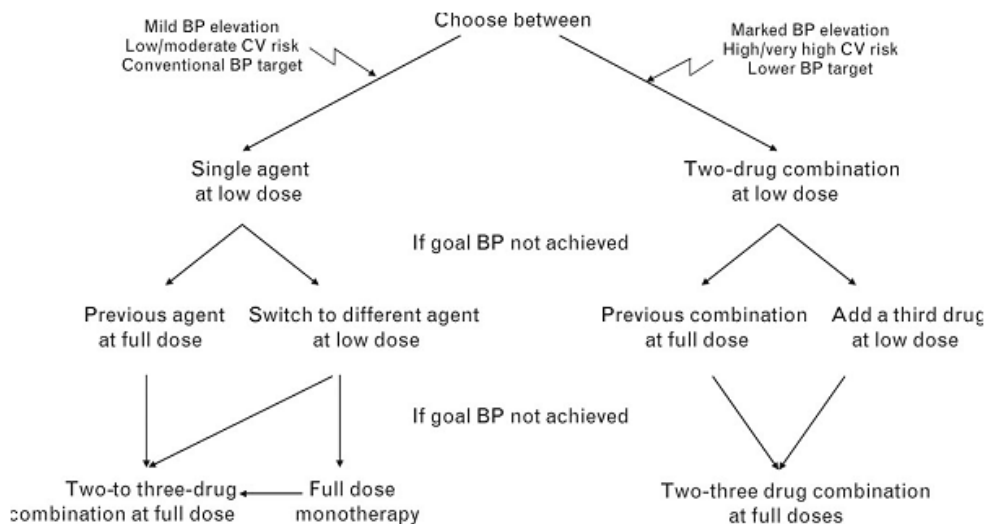 Choose between
Mild BP elevation
Low/moderate CV risk
Conventional BP target
Marked BP elevation
High/very high CV risk
Lower BP target
Single agent
at low dose
Two-drug combination
at low dose
If goal BP not achieved
Previous agent
at full dose
Switch to different agent
at low dose
Previous combination
at full dose
Add a third drug
at low dose
If goal BP not achieved
Two-to three-drug
combination at full dose
Full dose
monotherapy
Two-three drug combination
at full doses